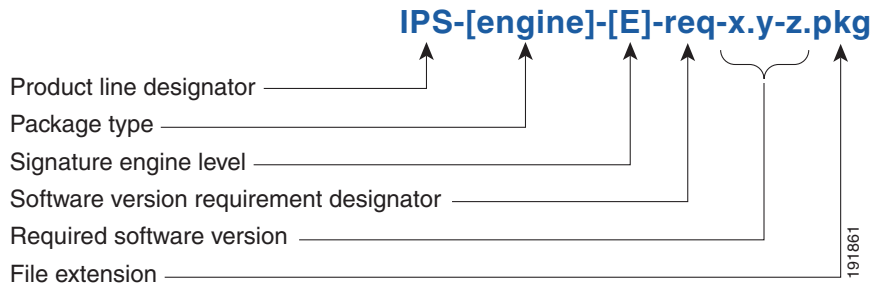 IPS-[engine]-[E]-req-x.y-z.pkg
Product line designator
Package type
Signature engine level
Software version requirement designator
Required software version
File extension
191861